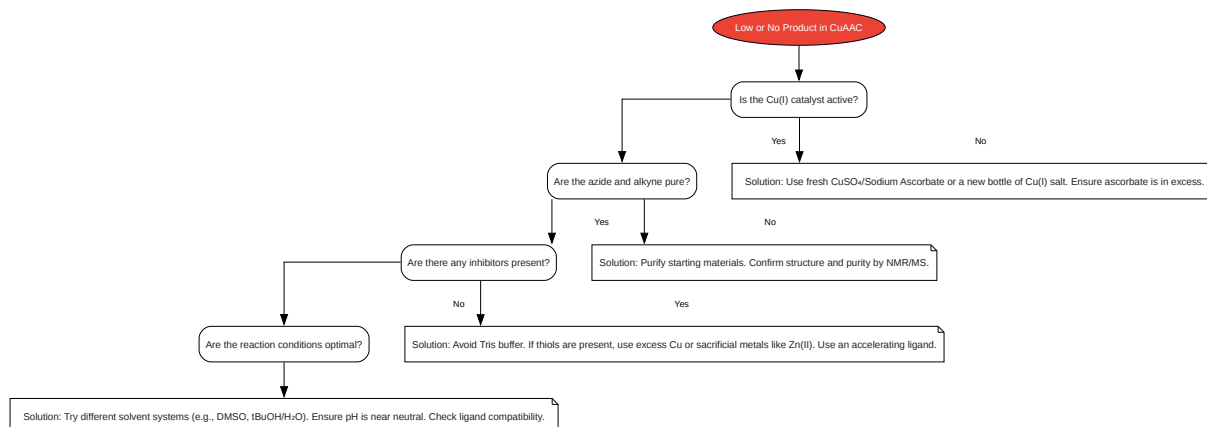 Low or No Product in CuAAC
Is the Cu(I) catalyst active?
Yes
No
Are the azide and alkyne pure?
Solution: Use fresh CuSO₄/Sodium Ascorbate or a new bottle of Cu(I) salt. Ensure ascorbate is in excess.
Yes
No
Are there any inhibitors present?
Solution: Purify starting materials. Confirm structure and purity by NMR/MS.
No
Yes
Are the reaction conditions optimal?
Solution: Avoid Tris buffer. If thiols are present, use excess Cu or sacrificial metals like Zn(II). Use an accelerating ligand.
Solution: Try different solvent systems (e.g., DMSO, tBuOH/H₂O). Ensure pH is near neutral. Check ligand compatibility.